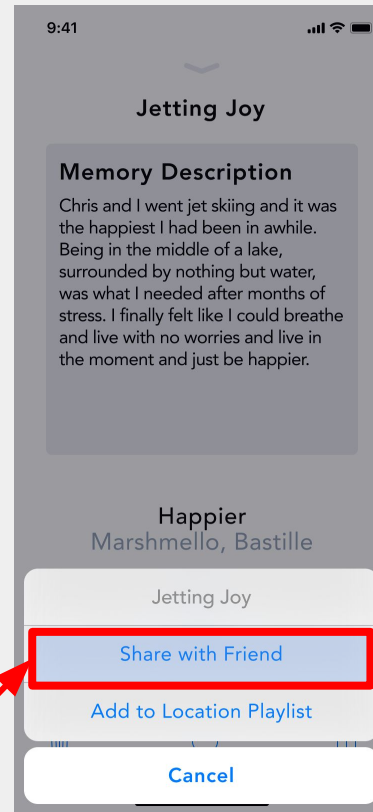 9:41
Jetting Joy
Memory Description
Chris and I went jet skiing and it was
the happiest I had been in awhile.
Being in the middle of a lake,
surrounded by nothing but water,
was what I needed after months of
stress. I finally felt like I could breathe
and live with no worries and live in
the moment and just be happier.
Happier
Marshmello, Bastille
Jetting Joy
Share with Friend
Add to Location Playlist
Cancel